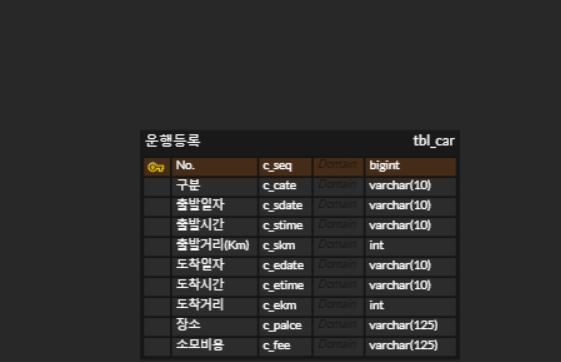 운행등록 tbl_car
No. c_seq Domain bigint
구분 c_cate Domain varchar(10)
출발일자 c_sdate Domain varchar(10)
출발시간 c_stime Domain varchar(10)
출발거리(Km) c_skm Domain int
도착일자 c_edate Domain varchar(10)
도착시간 c_etime Domain varchar(10)
도착거리 c_ekm Domain int
장소 c_palce Domain varchar(125)
소모비용 c_fee Domain varchar(125)